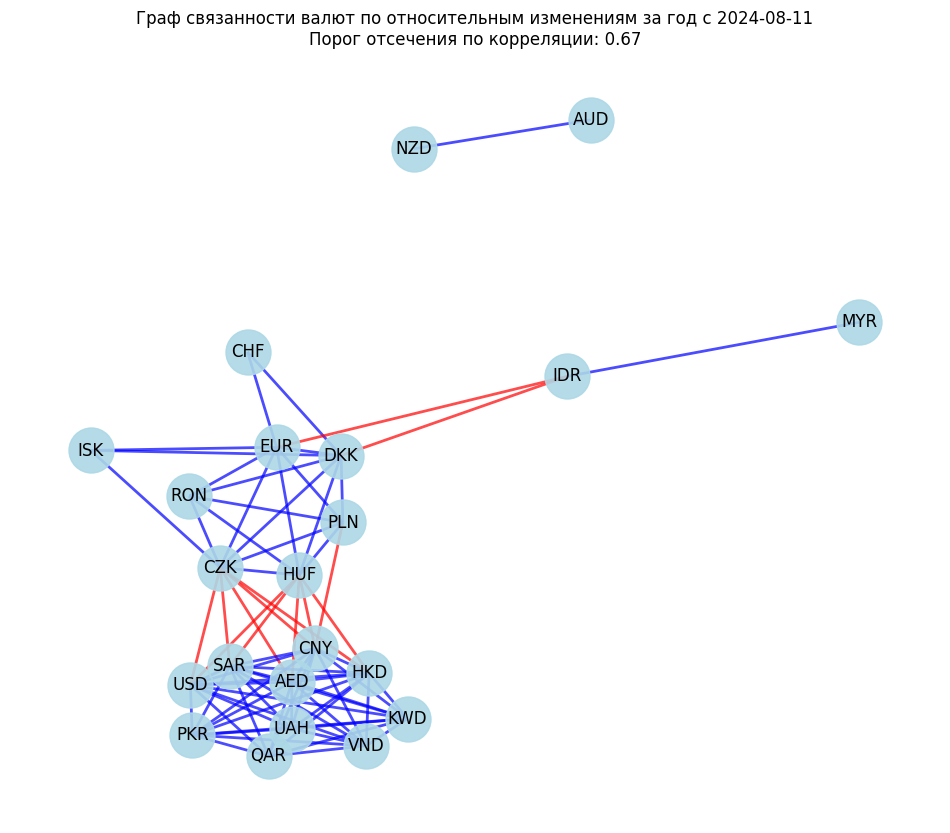 Граф связанности валют по относительным изменениям за год с 2024-08-11
Порог отсечения по корреляции: 0.67
AUD
NZD
MYR
CHF
IDR
EUR
ISK
DKK
RON
PLN
CZK
HUF
CNY
SAR
HKD
USD
AED
KWD
UAH
PKR
VND
QAR